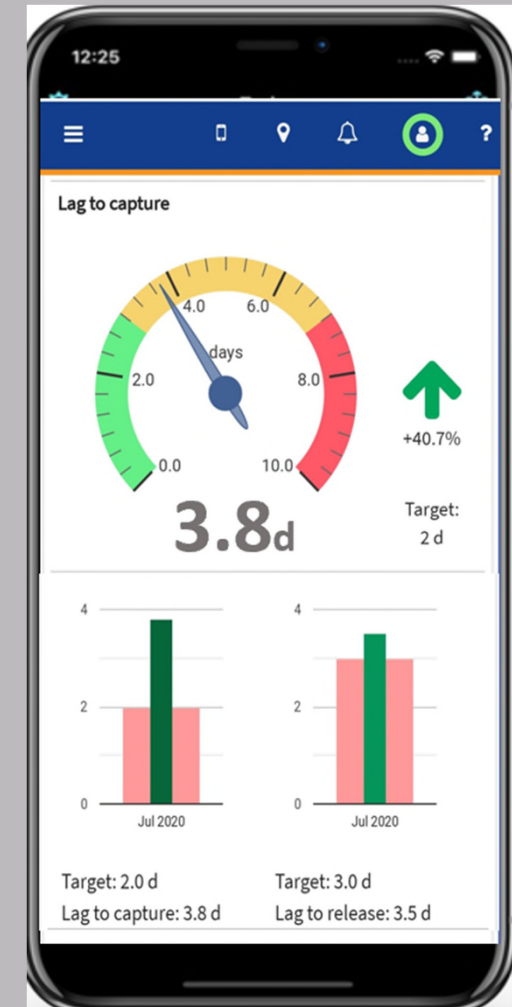 12:25
?
Lag to capture
4.0 6.0
days
2.0 8.0
0.0 10.0
+40.7%
3.8d
Target:
2 d
4
2
0
Jul 2020
4
2
0
Jul 2020
Target: 2.0 d
Lag to capture: 3.8 d
Target: 3.0 d
Lag to release: 3.5 d